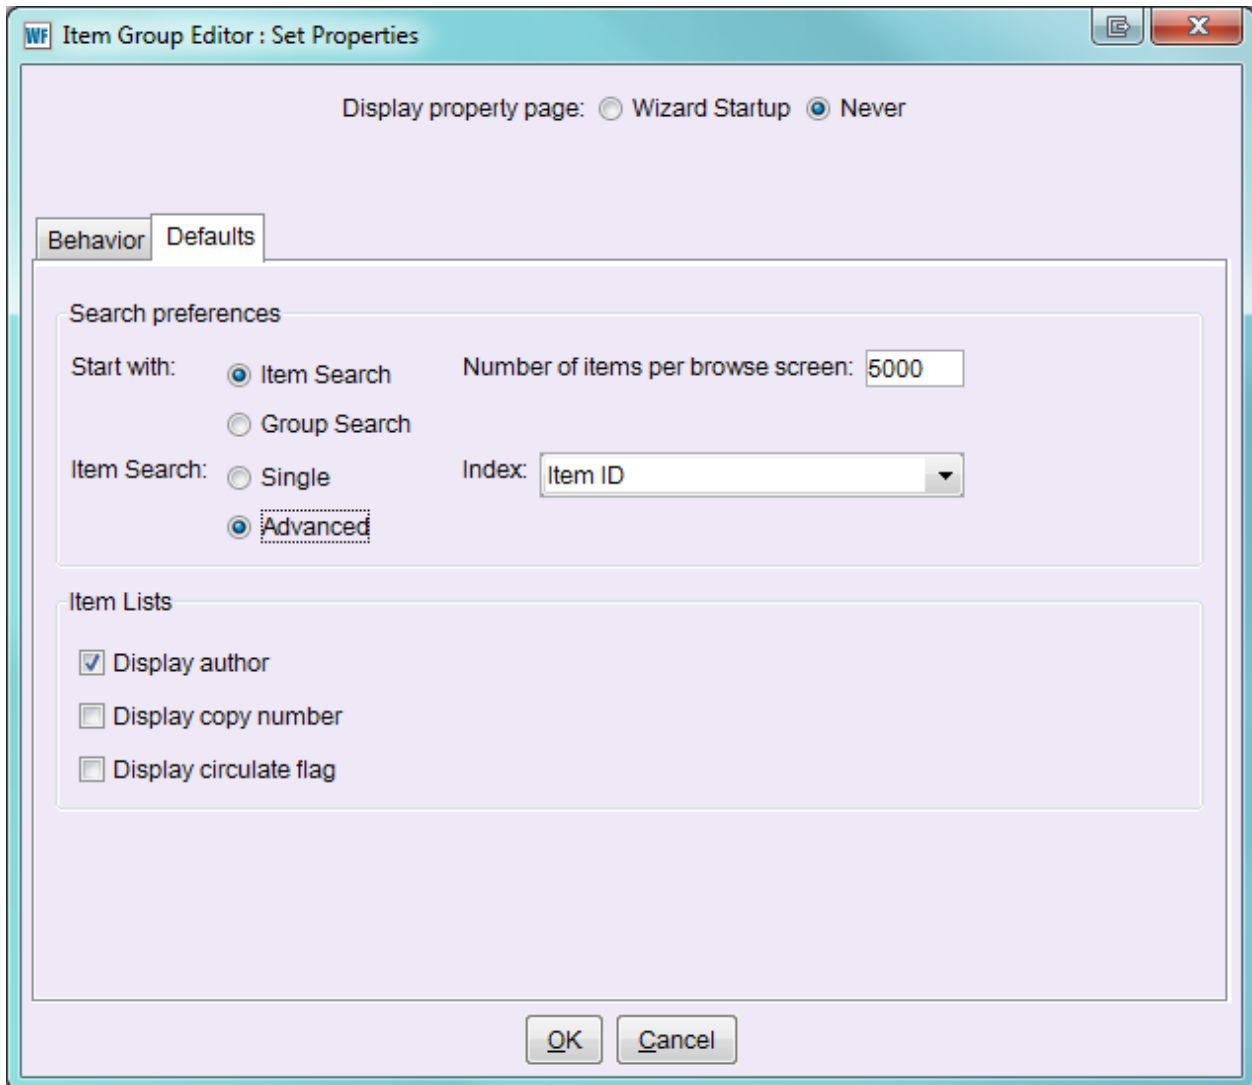 WF Item Group Editor : Set Properties
Display property page: Wizard Startup Never
Behavior Defaults
Search preferences
Start with: Item Search Number of items per browse screen: 5000
Group Search
Item Search: Single Index: Item ID
Advanced
Item Lists
Display author
Display copy number
Display circulate flag
OK Cancel